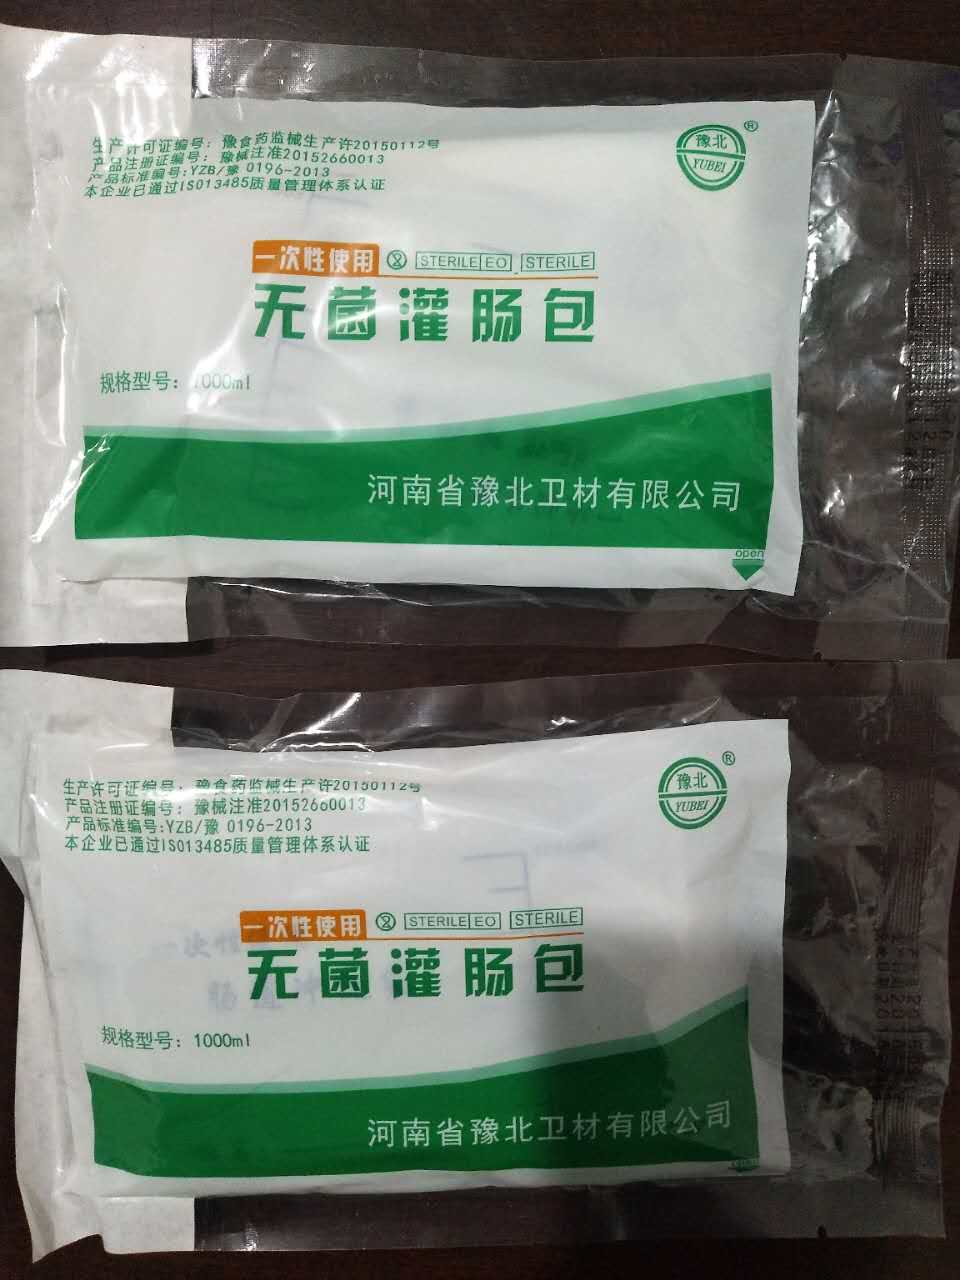 生产许可证编号：豫食药监械生产许20150112号
产品注册证编号：豫械注准20152660013
产品标准编号:YZB/豫 0196-2013
本企业已通过ISO13485质量管理体系认证
豫北
YUBEI
®
一次性使用 STERILE EO STERILE
无菌灌肠包
规格型号：1000ml
河南省豫北卫材有限公司
open
生产许可证编号：豫食药监械生产许20150112号
产品注册证编号：豫械注准20152660013
产品标准编号:YZB/豫 0196-2013
本企业已通过ISO13485质量管理体系认证
豫北
YUBEI
®
一次性使用 STERILE EO STERILE
无菌灌肠包
规格型号：1000ml
河南省豫北卫材有限公司